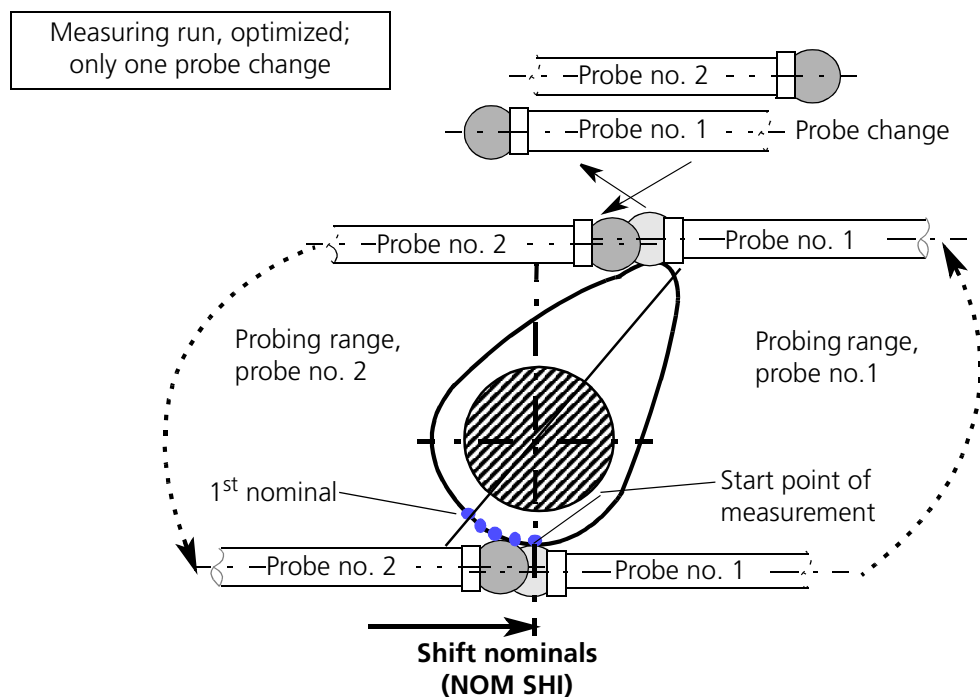 Measuring run, optimized;
only one probe change
Probe no. 2
Probe no. 1
Probe change
Probe no. 2
Probe no. 1
Probing range,
probe no. 2
Probing range,
probe no.1
1st nominal
Start point of
measurement
Probe no. 2
Probe no. 1
Shift nominals
(NOM SHI)